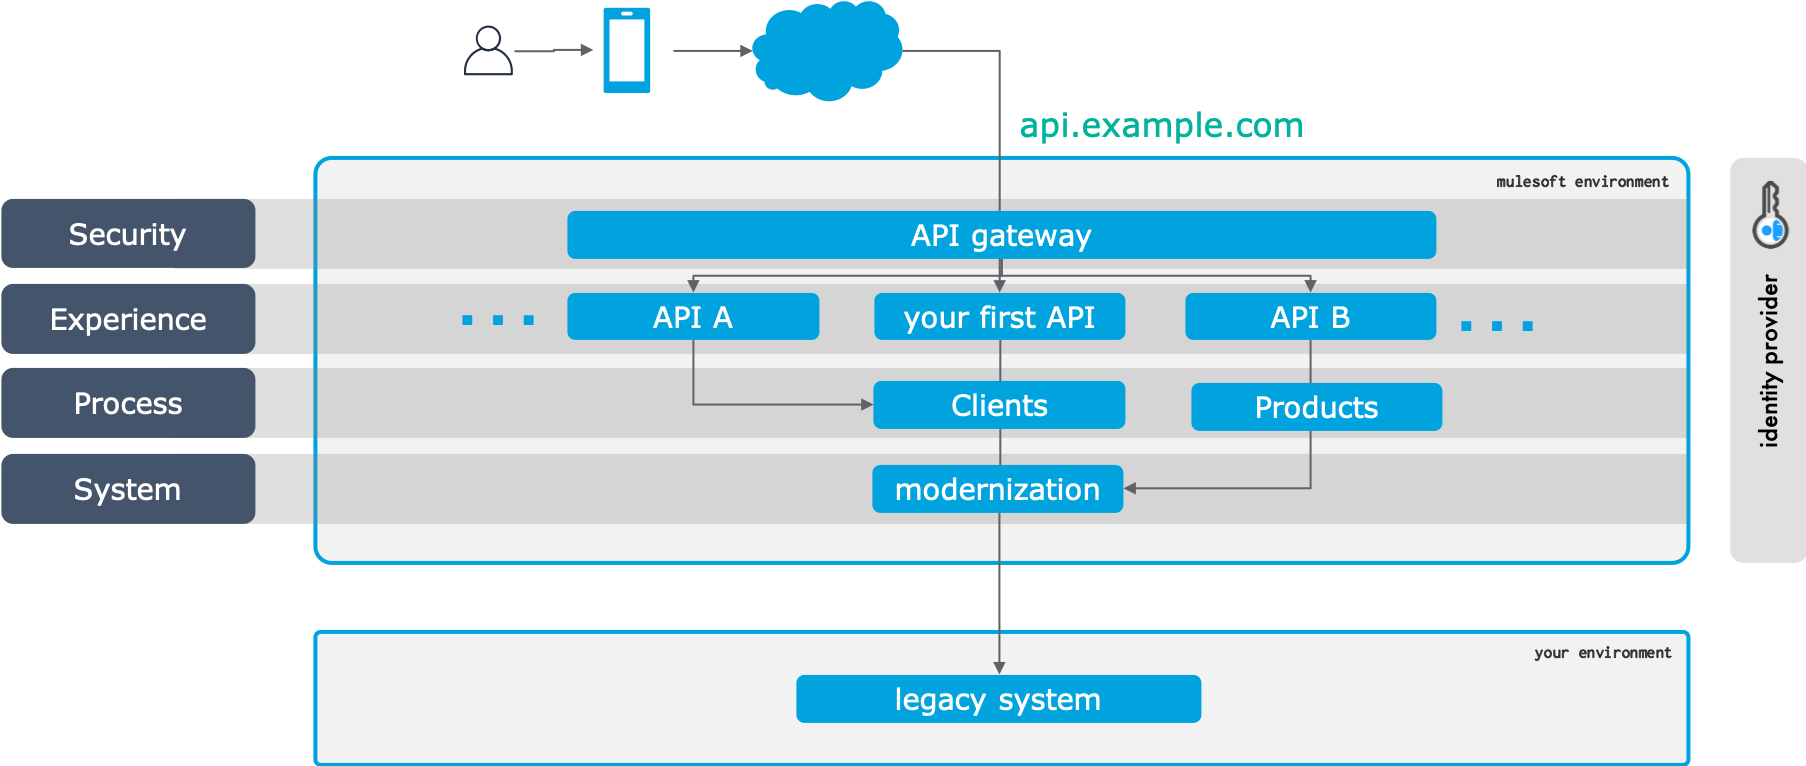 api.example.com
mulesoft environment
Security
API gateway
Experience
API A
your first API
API B
Process
Clients
Products
System
modernization
identity provider
your environment
legacy system